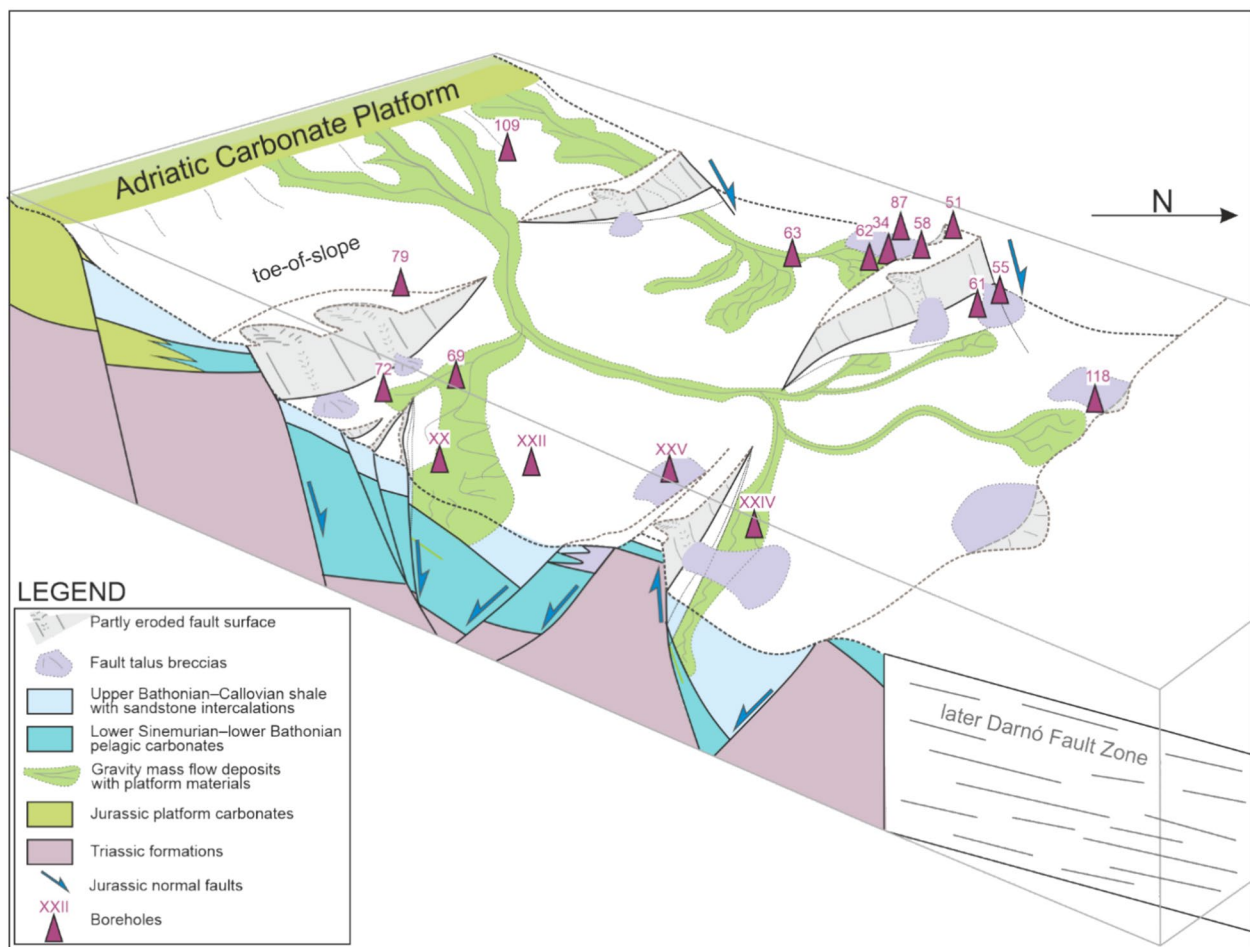 Adriatic Carbonate Platform
109
N
87
51
34
58
62
63
toe-of-slope
79
55
61
69
72
118
XX
XXII
XXV
XXIV
later Darnó Fault Zone
LEGEND
Partly eroded fault surface
Fault talus breccias
Upper Bathonian–Callovian shale
with sandstone intercalations
Lower Sinemurian–lower Bathonian
pelagic carbonates
Gravity mass flow deposits
with platform materials
Jurassic platform carbonates
Triassic formations
Jurassic normal faults
XXII
Boreholes